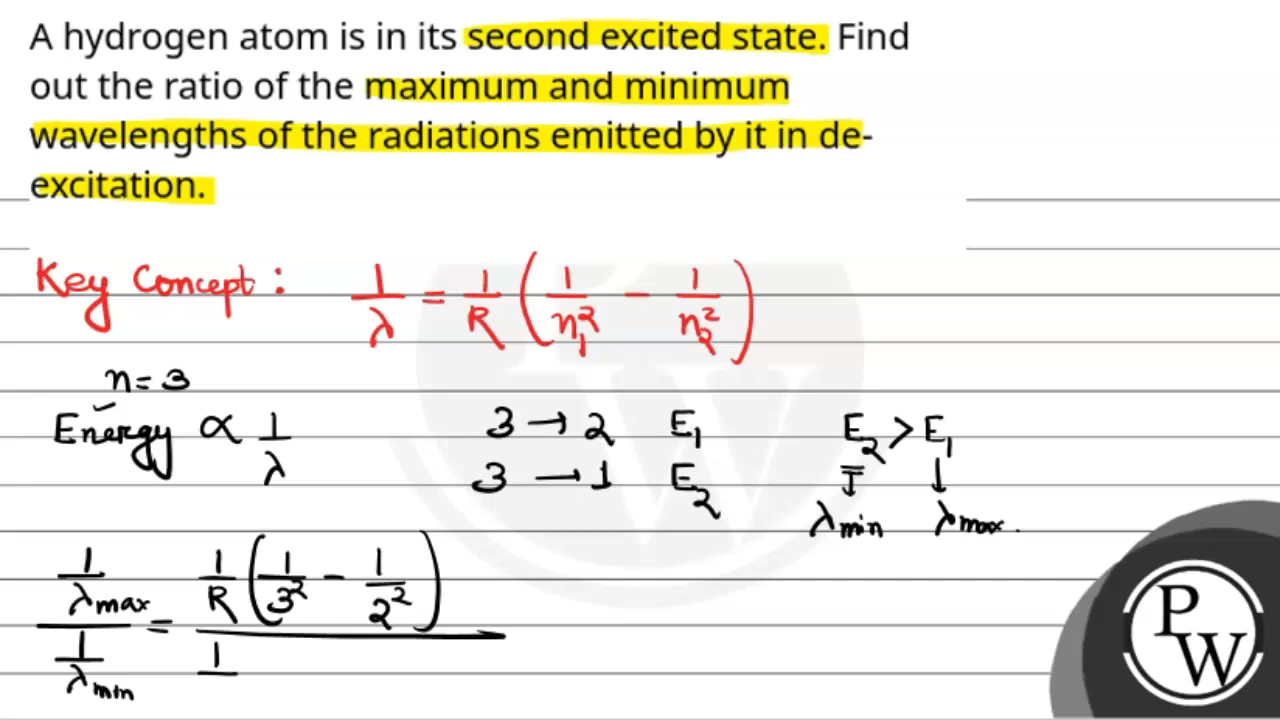 A hydrogen atom is in its second excited state. Find
out the ratio of the maximum and minimum
wavelengths of the radiations emitted by it in de-
excitation.
Key Concept : 1/λ = 1/R (1/n₁² - 1/n₂²)
n = 3
Energy ∝ 1/λ
3 → 2 E₁
3 → 1 E₂
E₂ > E₁
↓ ↓
λmin λmax.
(1/λmax)/(1/λmin) = 1/R (1/3² - 1/2²)
1
P
W